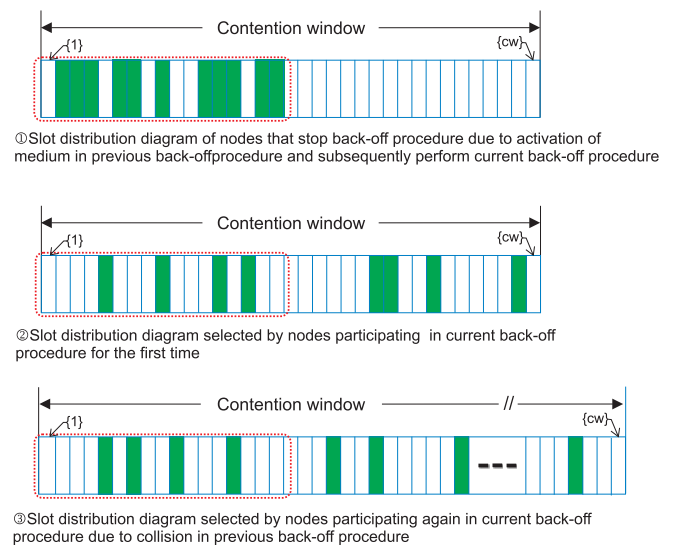 Contention window
{1}
{cw}
①Slot distribution diagram of nodes that stop back-off procedure due to activation of
medium in previous back-offprocedure and subsequently perform current back-off procedure
Contention window
{1}
{cw}
②Slot distribution diagram selected by nodes participating in current back-off
procedure for the first time
Contention window //
{1}
{cw}
③Slot distribution diagram selected by nodes participating again in current back-off
procedure due to collision in previous back-off procedure